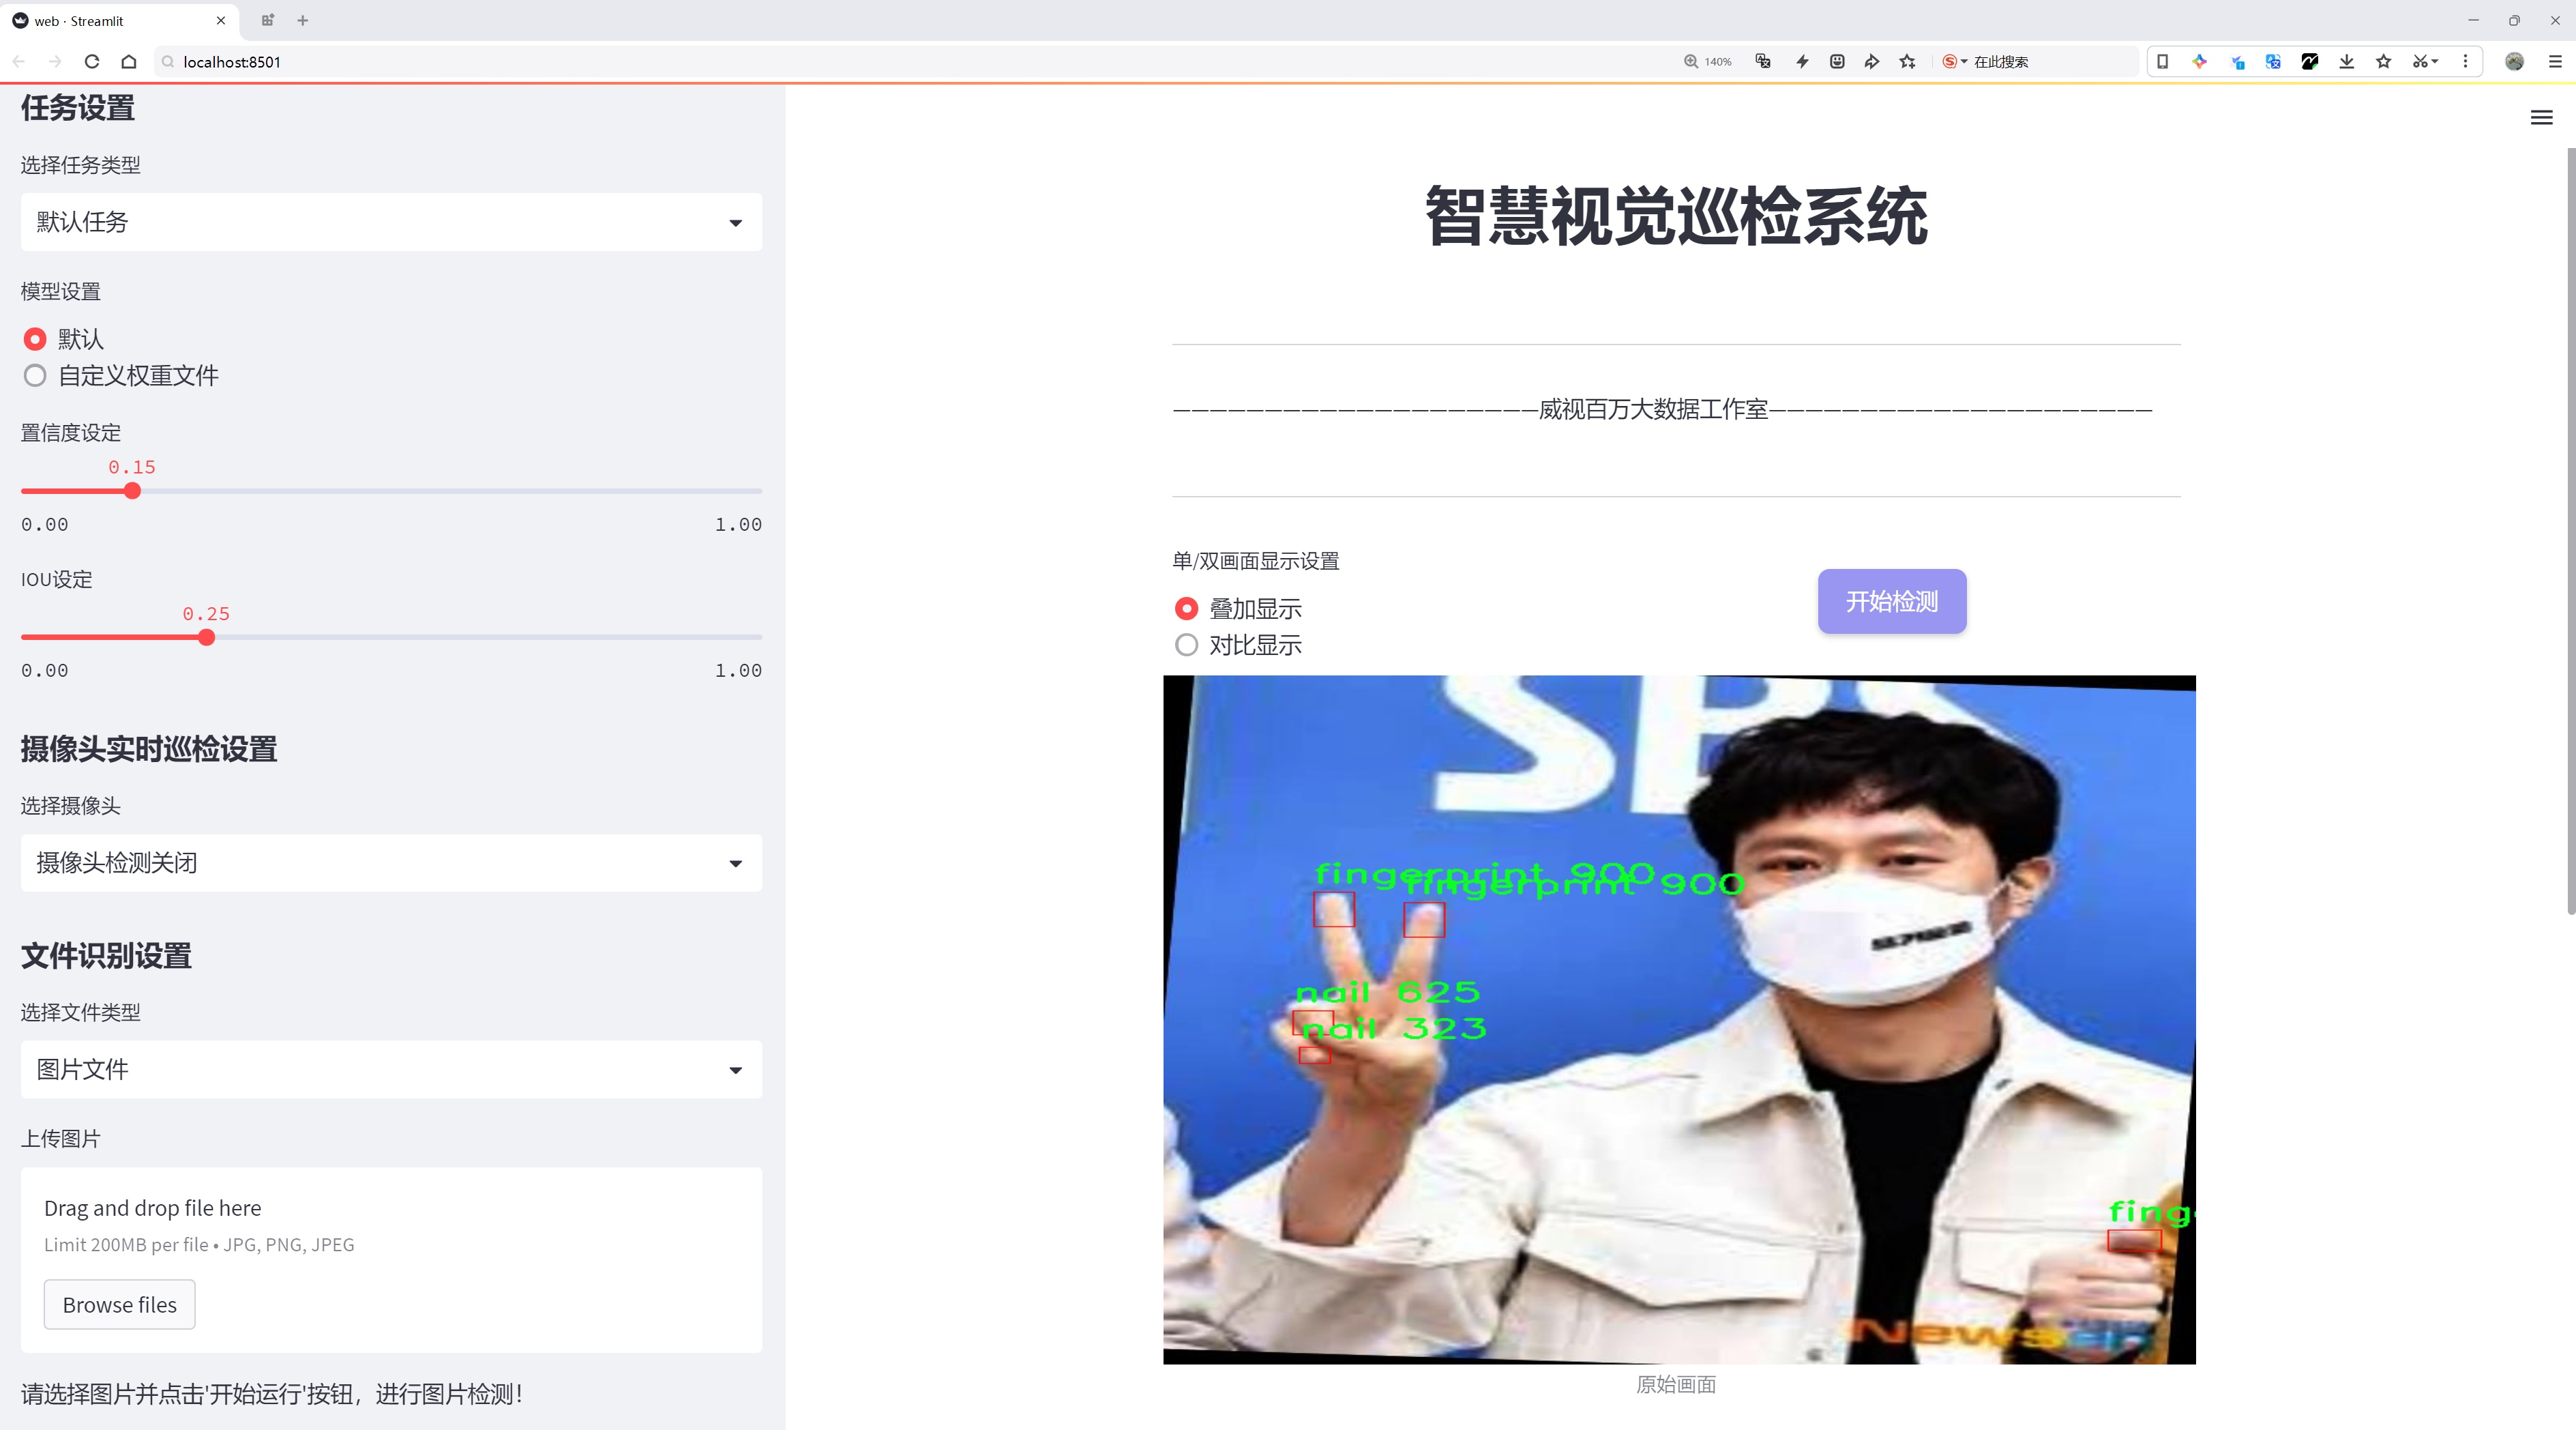 web · Streamlit
localhost:8501
140%
在此搜索
任务设置
选择任务类型
默认任务
模型设置
默认
自定义权重文件
置信度设定
0.15
0.00 1.00
IOU设定
0.25
0.00 1.00
摄像头实时巡检设置
选择摄像头
摄像头检测关闭
文件识别设置
选择文件类型
图片文件
上传图片
Drag and drop file here
Limit 200MB per file • JPG, PNG, JPEG
Browse files
请选择图片并点击'开始运行'按钮，进行图片检测！
智慧视觉巡检系统
————————————————————威视百万大数据工作室—————————————————————
单/双画面显示设置
叠加显示
对比显示
开始检测
SBS
fingerprint 900
fingerprint 900
nail 625
nail 323
fing
Newsen
原始画面